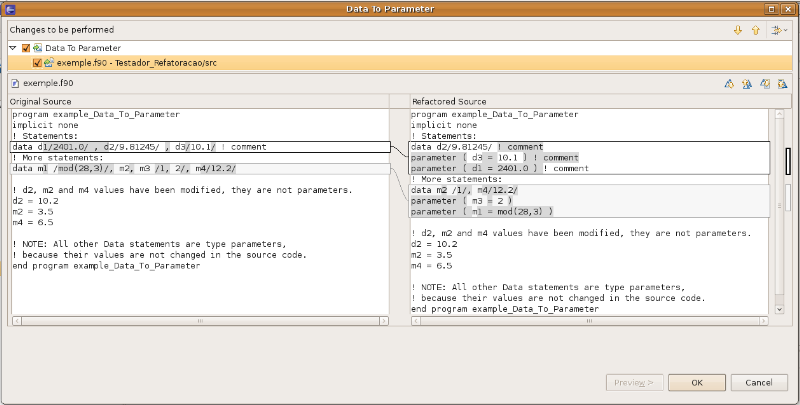 Data To Parameter
Changes to be performed
Data To Parameter
exemple.f90 - Testador_Refatoracao/src
exemple.f90
Original Source
program example_Data_To_Parameter
implicit none
! Statements:
data d1/2401.0/ , d2/9.81245/ , d3/10.1/ ! comment
! More statements:
data m1 /mod(28,3)/, m2, m3 /1, 2/, m4/12.2/
! d2, m2 and m4 values have been modified, they are not parameters.
d2 = 10.2
m2 = 3.5
m4 = 6.5
! NOTE: All other Data statements are type parameters,
! because their values are not changed in the source code.
end program example_Data_To_Parameter
Refactored Source
program example_Data_To_Parameter
implicit none
! Statements:
data d2/9.81245/ ! comment
parameter ( d3 = 10.1 ) ! comment
parameter ( d1 = 2401.0 ) ! comment
! More statements:
data m2 /1/, m4/12.2/
parameter ( m3 = 2 )
parameter ( m1 = mod(28,3) )
! d2, m2 and m4 values have been modified, they are not parameters.
d2 = 10.2
m2 = 3.5
m4 = 6.5
! NOTE: All other Data statements are type parameters,
! because their values are not changed in the source code.
end program example_Data_To_Parameter
Preview >
OK
Cancel